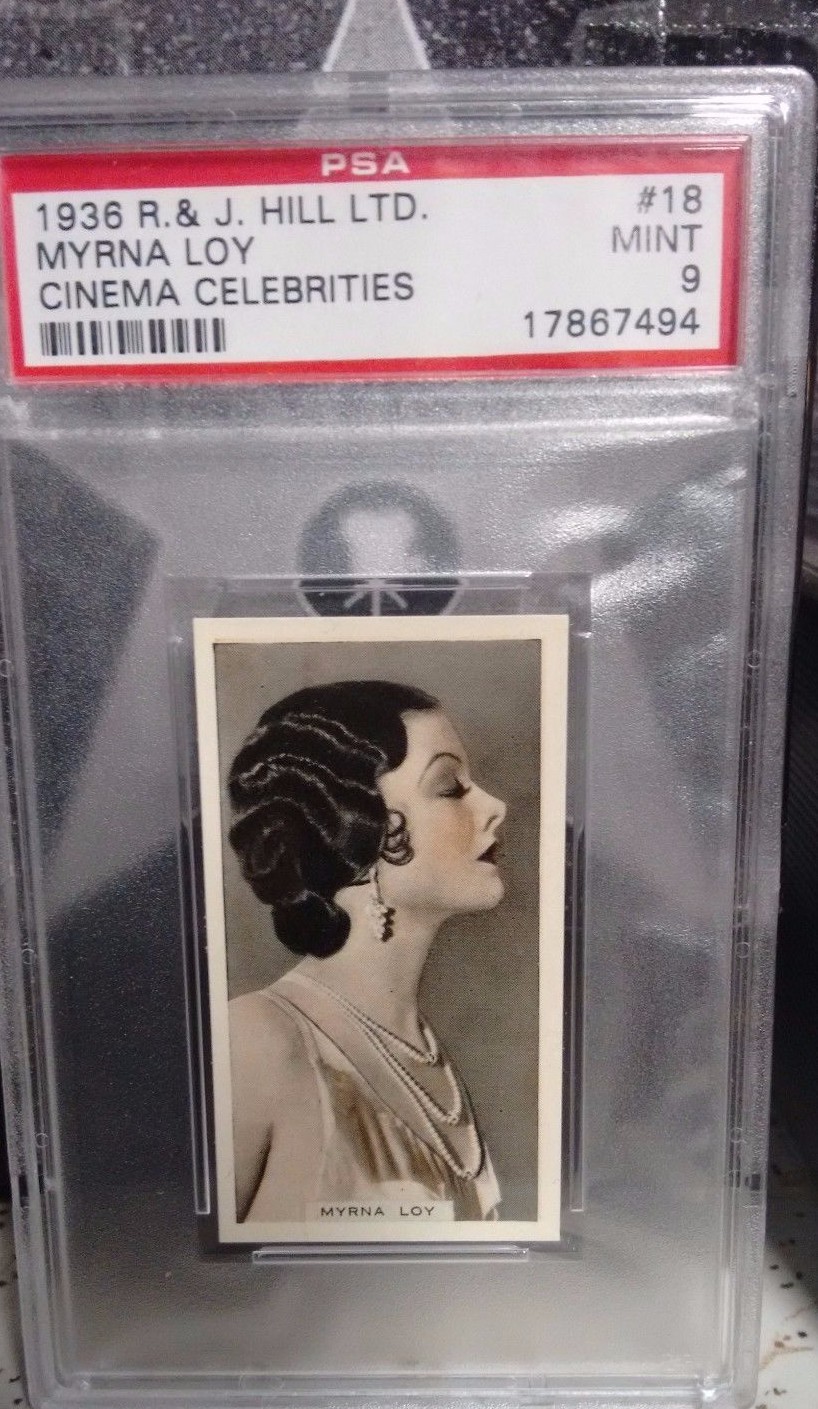 PSA
1936 R.& J. HILL LTD. #18
MYRNA LOY MINT
CINEMA CELEBRITIES 9
17867494
MYRNA LOY